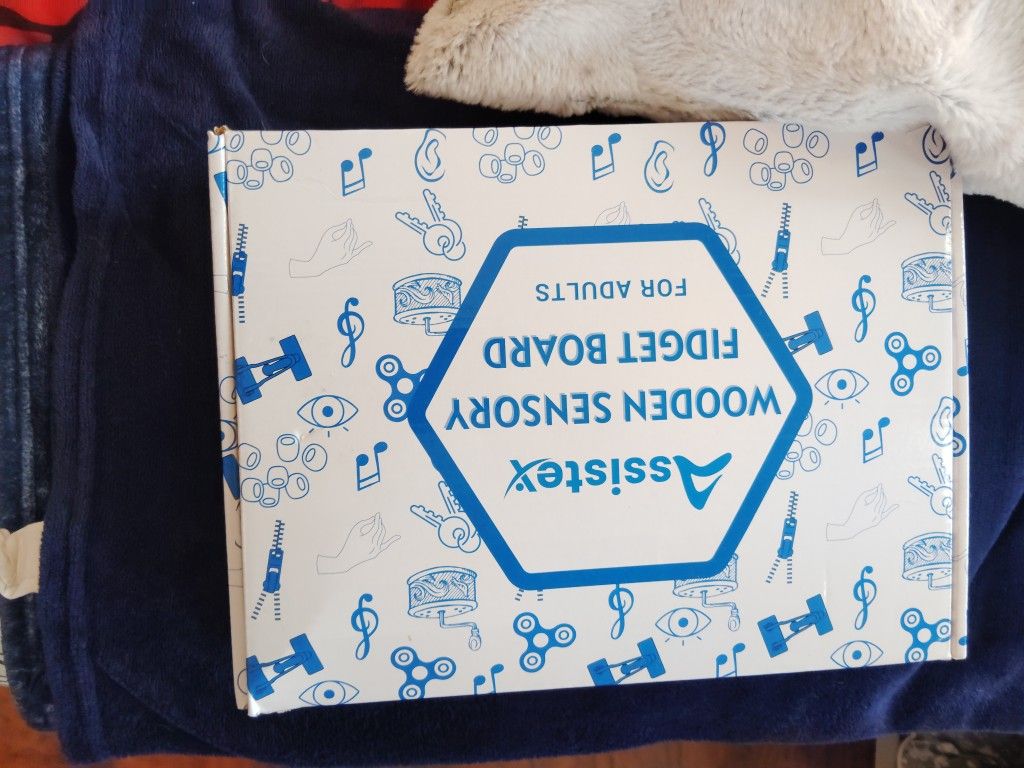 Assistex
WOODEN SENSORY
FIDGET BOARD
FOR ADULTS